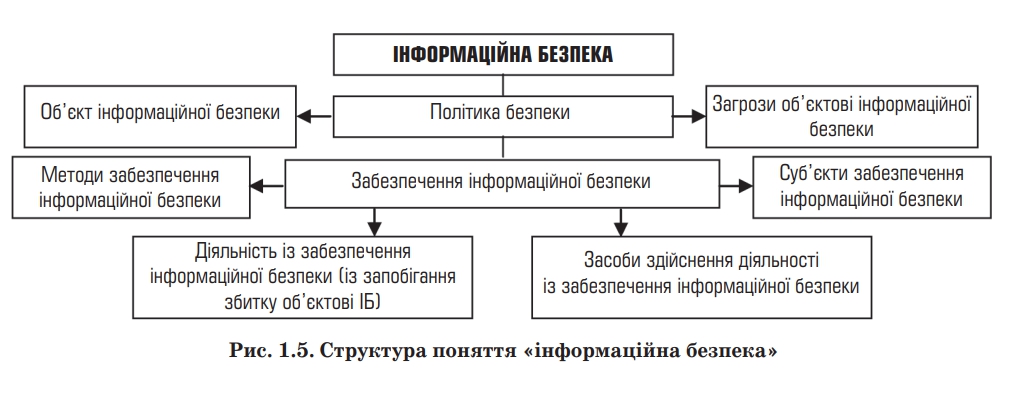 ІНФОРМАЦІЙНА БЕЗПЕКА
Об’єкт інформаційної безпеки
Політика безпеки
Загрози об’єктові інформаційної
безпеки
Методи забезпечення
інформаційної безпеки
Забезпечення інформаційної безпеки
Суб’єкти забезпечення
інформаційної безпеки
Діяльність із забезпечення
інформаційної безпеки (із запобігання
збитку об’єктові ІБ)
Засоби здійснення діяльності
із забезпечення інформаційної безпеки
Рис. 1.5. Структура поняття «інформаційна безпека»